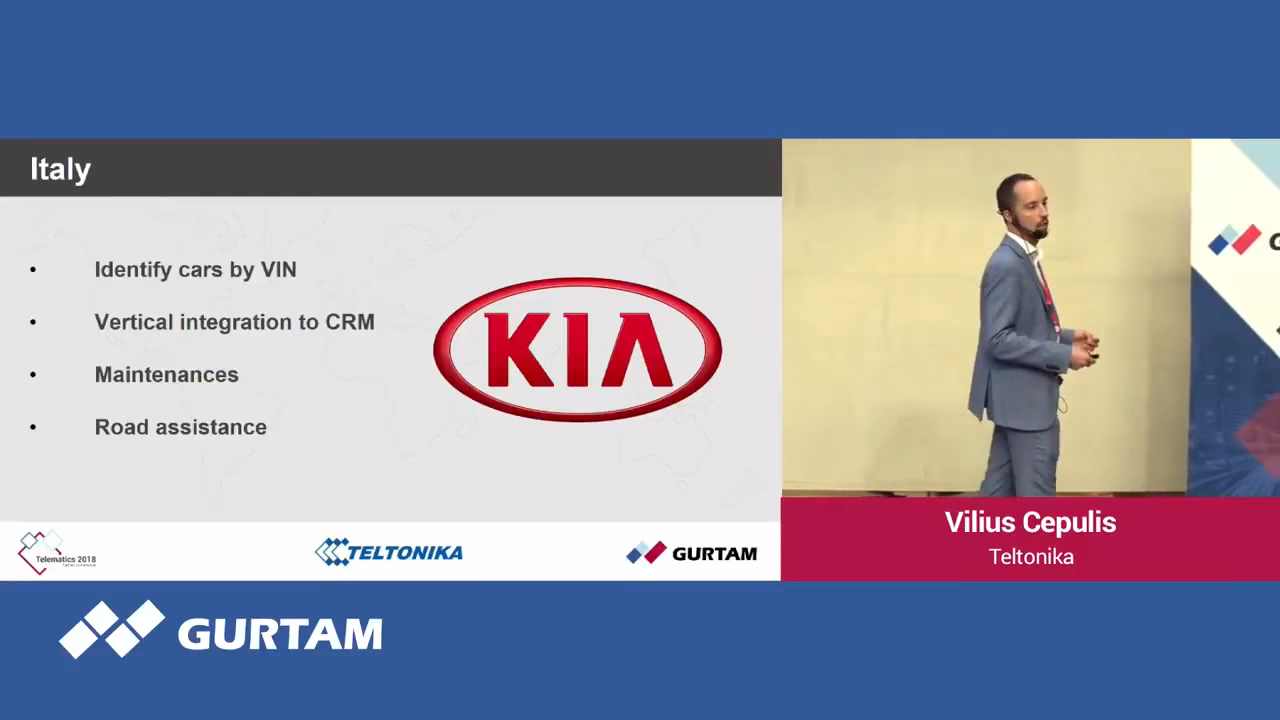 Italy
• Identify cars by VIN
• Vertical integration to CRM
• Maintenances
• Road assistance
KIA
G
Vilius Cepulis
Teltonika
Telematics 2018
TELTONIKA
GURTAM
GURTAM